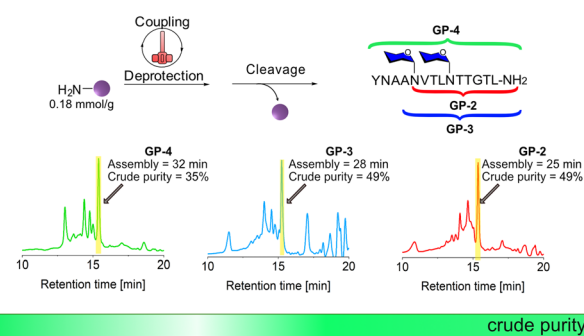 Coupling
Deprotection
H2N
0.18 mmol/g
Cleavage
GP-4
O O
YNAANVTLNTTGTL-NH2
GP-2
GP-3
GP-4
Assembly = 32 min
Crude purity = 35%
10 15 20
Retention time [min]
GP-3
Assembly = 28 min
Crude purity = 49%
10 15 20
Retention time [min]
GP-2
Assembly = 25 min
Crude purity = 49%
10 15 20
Retention time [min]
crude purity